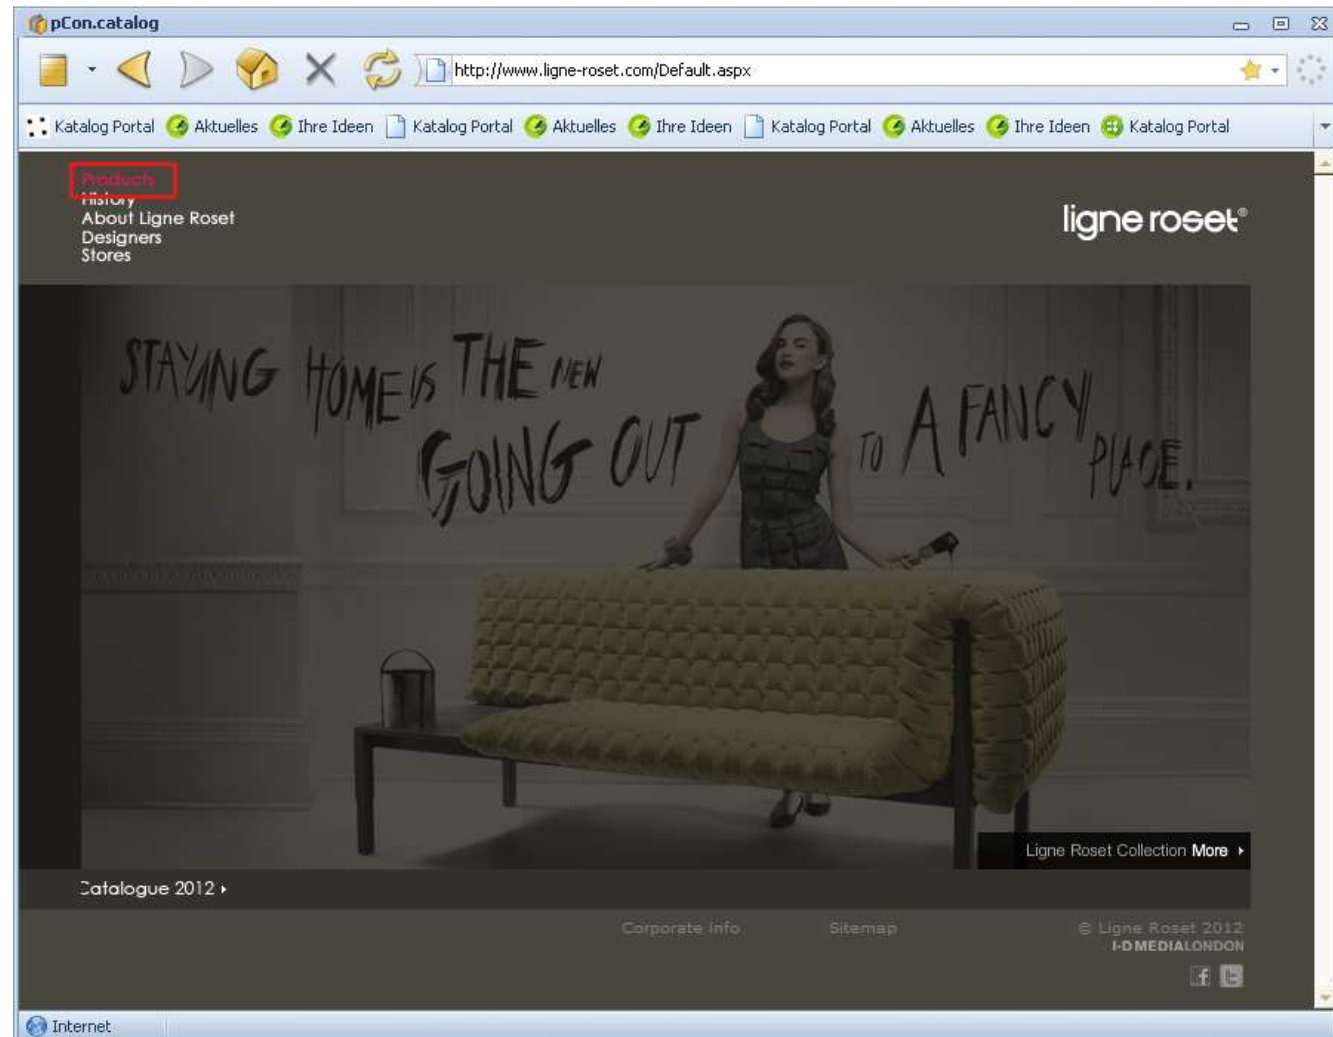 pCon.catalog
http://www.ligne-roset.com/Default.aspx
Katalog Portal Aktuelles Ihre Ideen Katalog Portal Aktuelles Ihre Ideen Katalog Portal Aktuelles Ihre Ideen Katalog Portal
Products
History
About Ligne Roset
Designers
Stores
ligne roset®
STAYING HOME IS THE NEW
GOING OUT TO A FANCY
PLACE.
Ligne Roset Collection More
Catalogue 2012
Corporate info Sitemap © Ligne Roset 2012
I-D MEDIALONDON
Internet